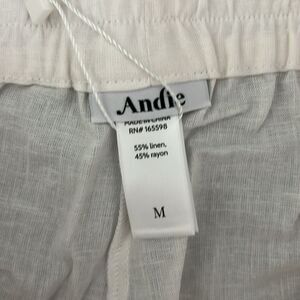 Andie
MADE IN CHINA
RN# 165598
55% linen,
45% rayon
M